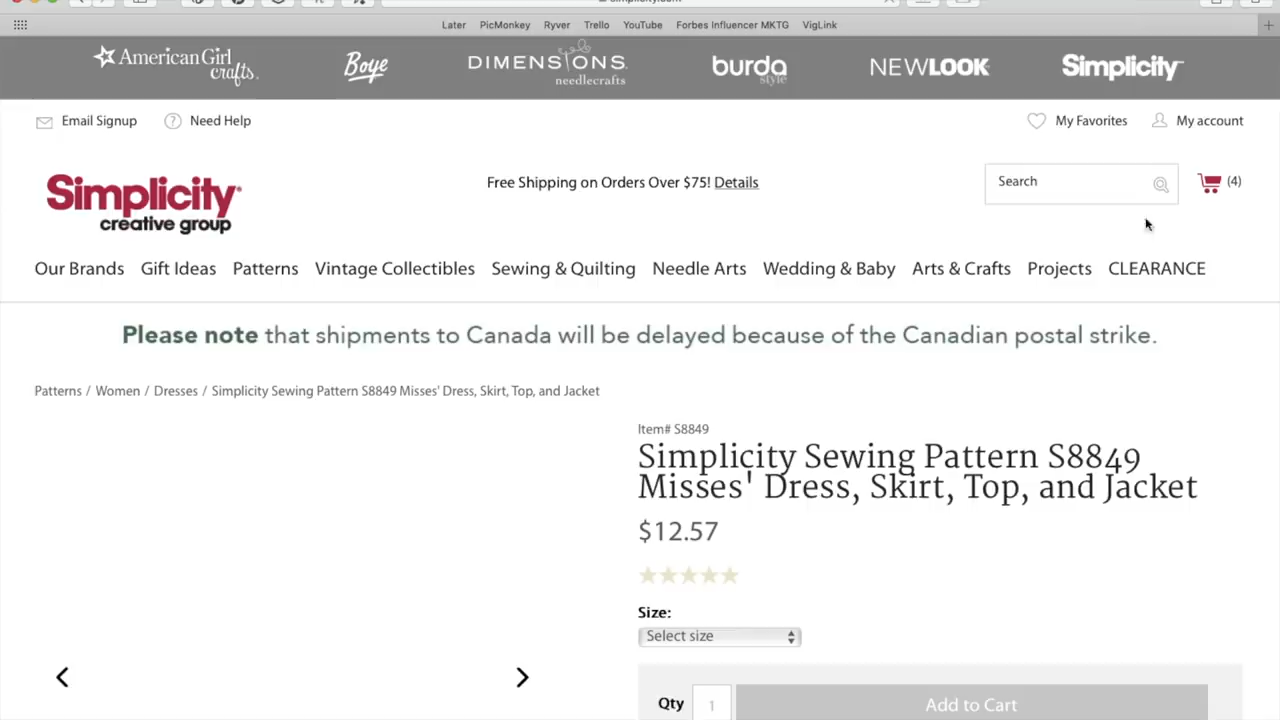 simplicity.com
Later PicMonkey Ryver Trello YouTube Forbes Influencer MKTG VigLink
American Girl crafts Boye DIMENSIONS needlecrafts burda style NEW LOOK Simplicity
Email Signup Need Help My Favorites My account
Simplicity creative group
Free Shipping on Orders Over $75! Details
Search
(4)
Our Brands Gift Ideas Patterns Vintage Collectibles Sewing & Quilting Needle Arts Wedding & Baby Arts & Crafts Projects CLEARANCE
Please note that shipments to Canada will be delayed because of the Canadian postal strike.
Patterns / Women / Dresses / Simplicity Sewing Pattern S8849 Misses' Dress, Skirt, Top, and Jacket
Item# S8849
Simplicity Sewing Pattern S8849
Misses' Dress, Skirt, Top, and Jacket
$12.57
Size:
Select size
Qty 1 Add to Cart